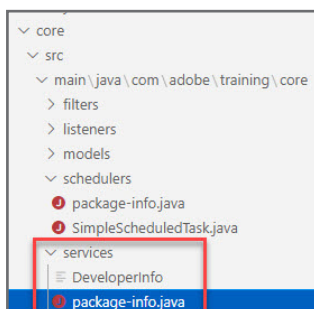 core
src
main\java\com\adobe\training\core
filters
listeners
models
schedulers
package-info.java
SimpleScheduledTask.java
services
DeveloperInfo
package-info.java